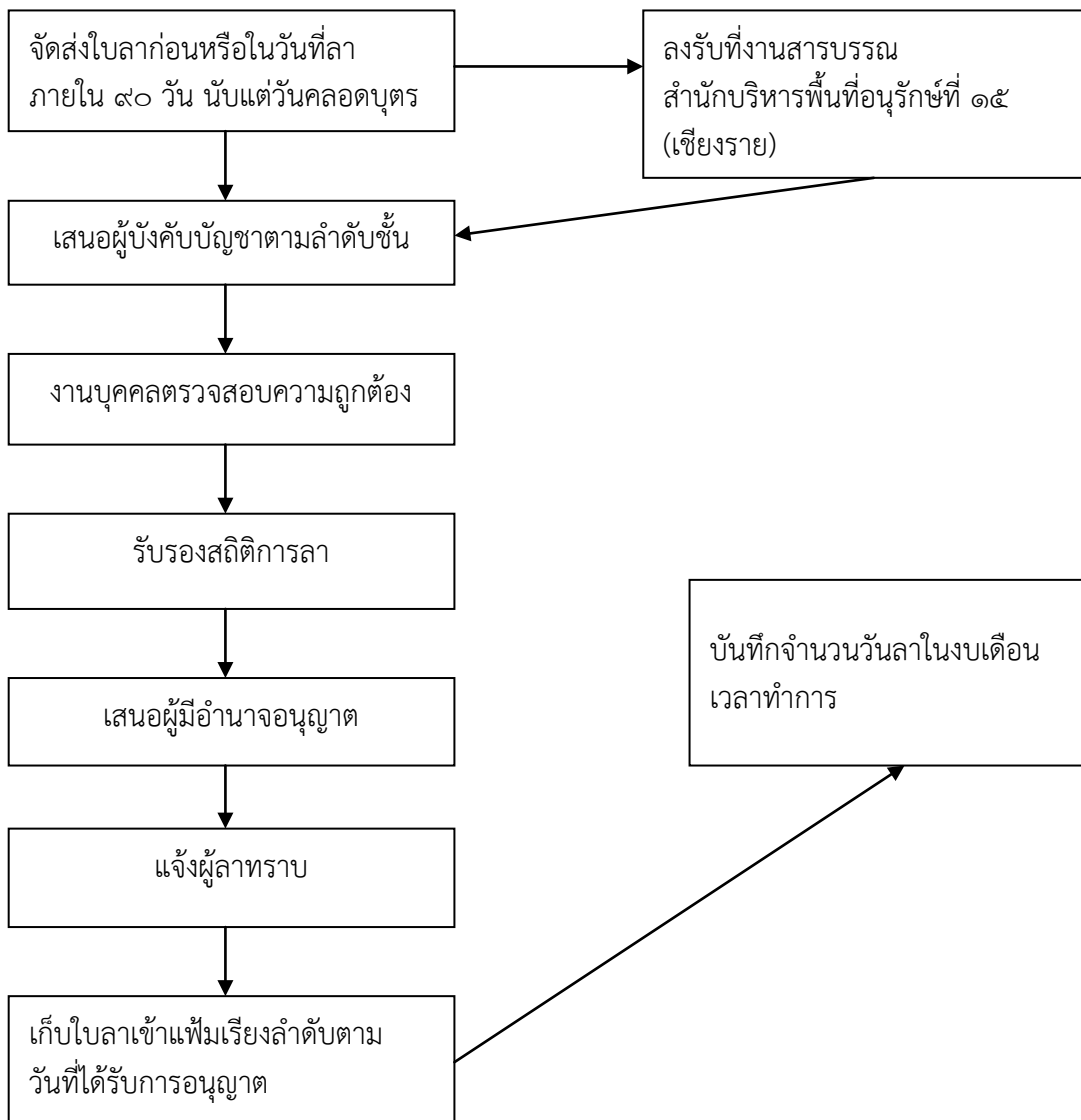 จัดส่งใบลาก่อนหรือในวันที่ลา
ภายใน ๙๐ วัน นับแต่วันคลอดบุตร
ลงรับที่งานสารบรรณ
สำนักบริหารพื้นที่อนุรักษ์ที่ ๑๕
(เชียงราย)
เสนอผู้บังคับบัญชาตามลำดับชั้น
งานบุคคลตรวจสอบความถูกต้อง
รับรองสถิติการลา
เสนอผู้มีอำนาจอนุญาต
แจ้งผู้ลาทราบ
เก็บใบลาเข้าแฟ้มเรียงลำดับตาม
วันที่ได้รับการอนุญาต
บันทึกจำนวนวันลาในงบเดือน
เวลาทำการ